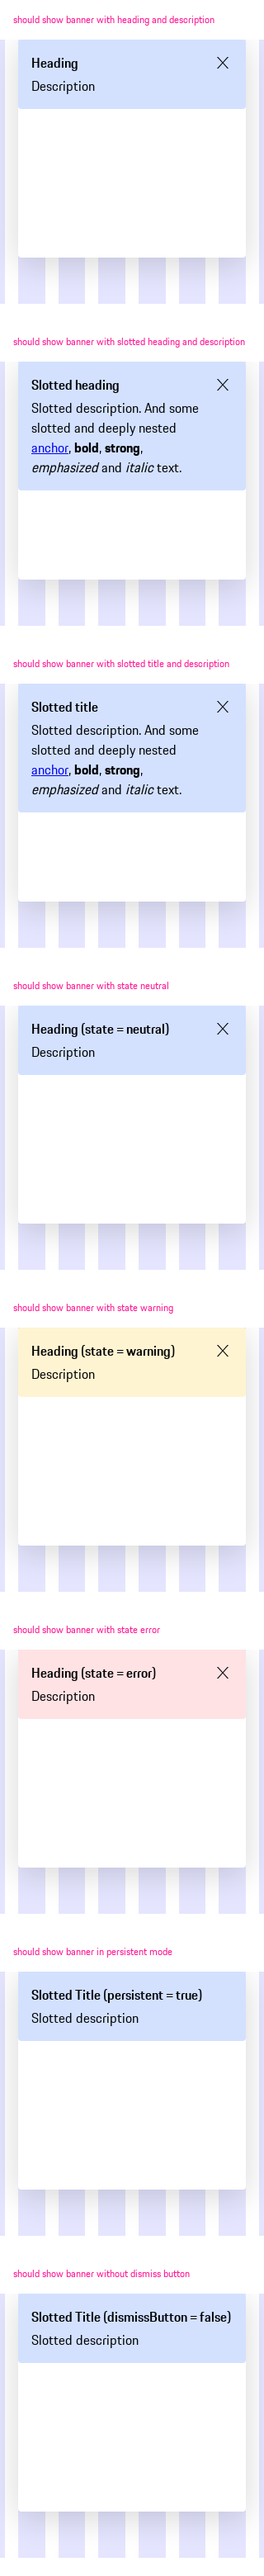 should show banner with heading and description
Heading
Description
should show banner with slotted heading and description
Slotted heading
Slotted description. And some
slotted and deeply nested
anchor, bold, strong,
emphasized and italic text.
should show banner with slotted title and description
Slotted title
Slotted description. And some
slotted and deeply nested
anchor, bold, strong,
emphasized and italic text.
should show banner with state neutral
Heading (state = neutral)
Description
should show banner with state warning
Heading (state = warning)
Description
should show banner with state error
Heading (state = error)
Description
should show banner in persistent mode
Slotted Title (persistent = true)
Slotted description
should show banner without dismiss button
Slotted Title (dismissButton = false)
Slotted description